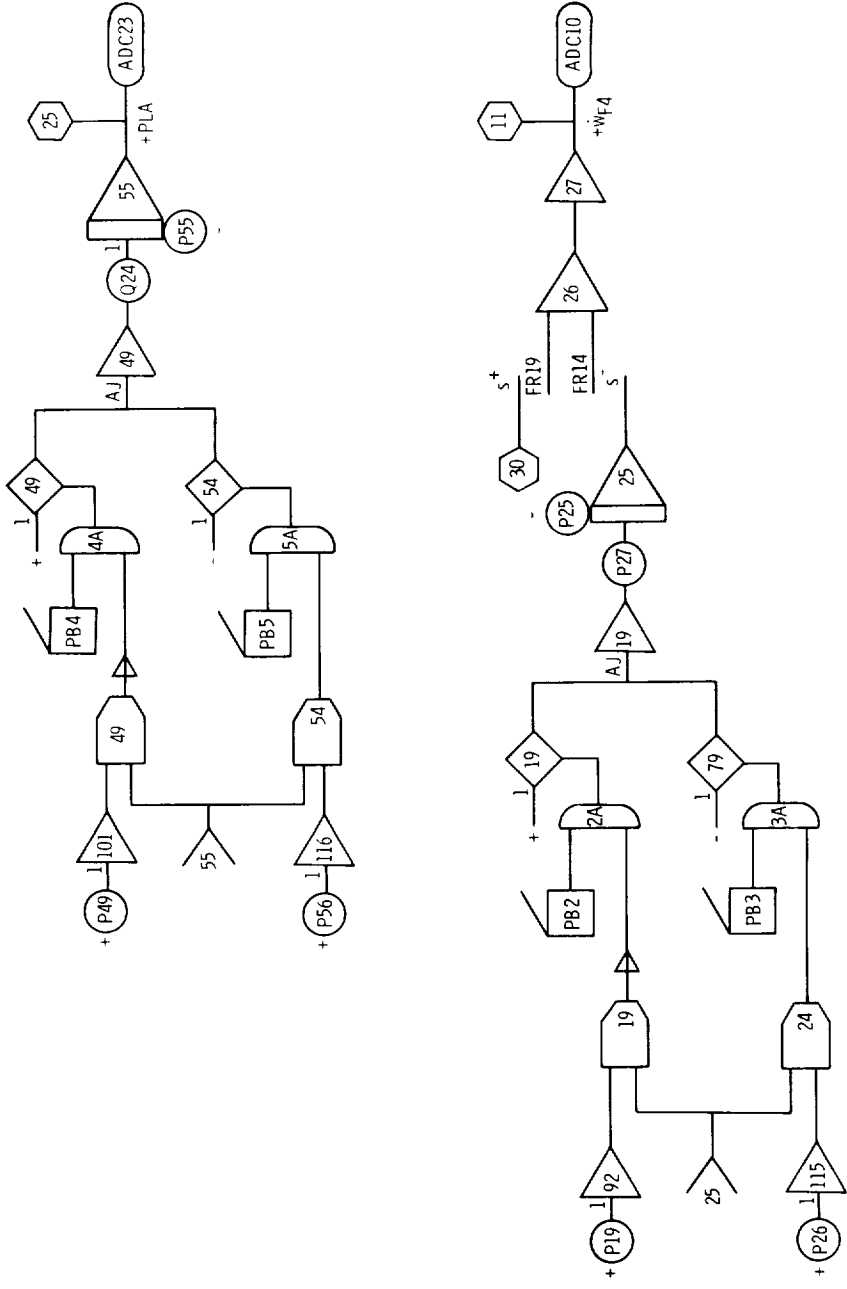 ADC23
25
+PLA
55
1
P55
-
Q24
49
AJ
49
1
+
4A
PB4
54
1
-
5A
PB5
49
54
101
1
P49
+
55
116
1
P56
+
ADC10
11
+ẇF4
27
26
FR19
FR14
S+
S-
30
25
P25
-
P27
19
AJ
19
1
+
2A
PB2
79
1
-
3A
PB3
19
24
92
1
P19
+
25
115
1
P26
+